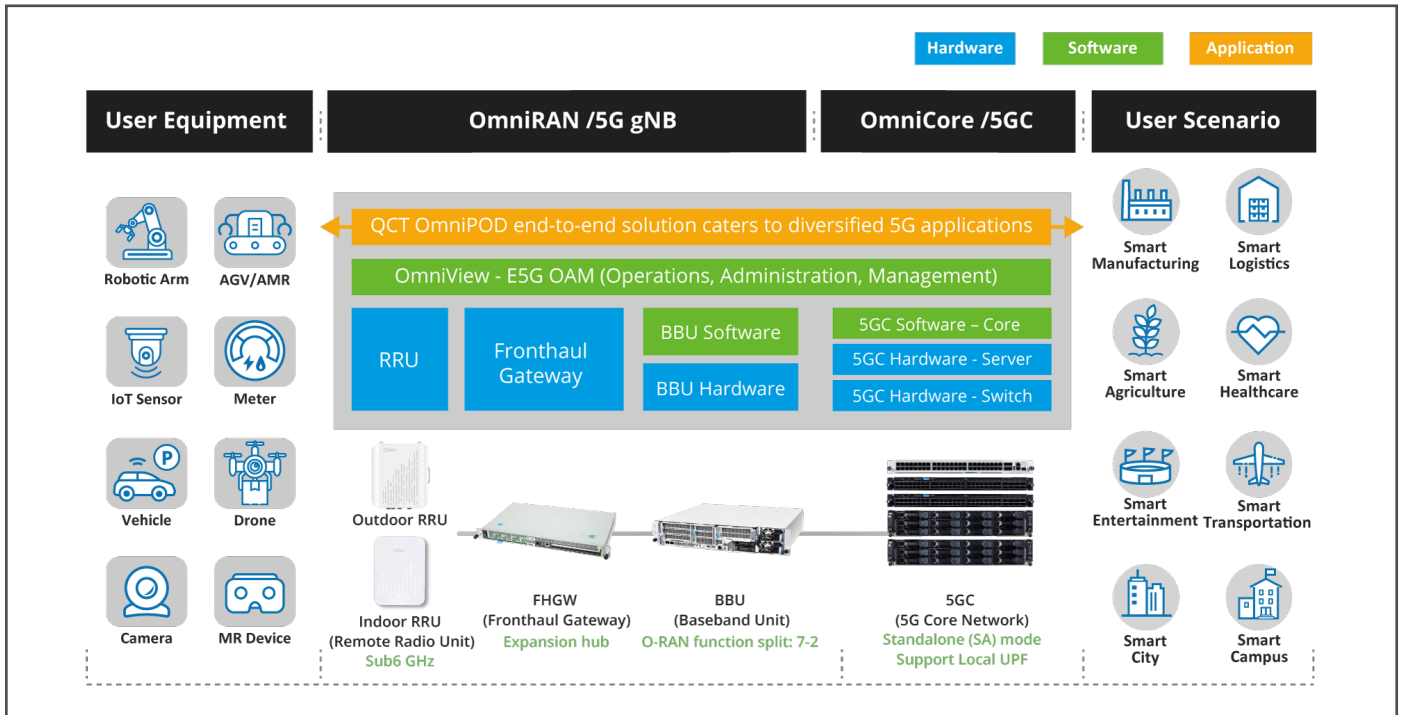 Hardware
Software
Application
User Equipment
OmniRAN /5G gNB
OmniCore /5GC
User Scenario
Robotic Arm
AGV/AMR
IoT Sensor
Meter
P
Vehicle
Drone
Camera
MR Device
QCT OmniPOD end-to-end solution caters to diversified 5G applications
OmniView - E5G OAM (Operations, Administration, Management)
RRU
Fronthaul
Gateway
BBU Software
BBU Hardware
5GC Software – Core
5GC Hardware - Server
5GC Hardware - Switch
Outdoor RRU
Indoor RRU
(Remote Radio Unit)
Sub6 GHz
FHGW
(Fronthaul Gateway)
Expansion hub
BBU
(Baseband Unit)
O-RAN function split: 7-2
5GC
(5G Core Network)
Standalone (SA) mode
Support Local UPF
Smart
Manufacturing
Smart
Logistics
Smart
Agriculture
Smart
Healthcare
Smart
Entertainment
Smart
Transportation
Smart
City
Smart
Campus